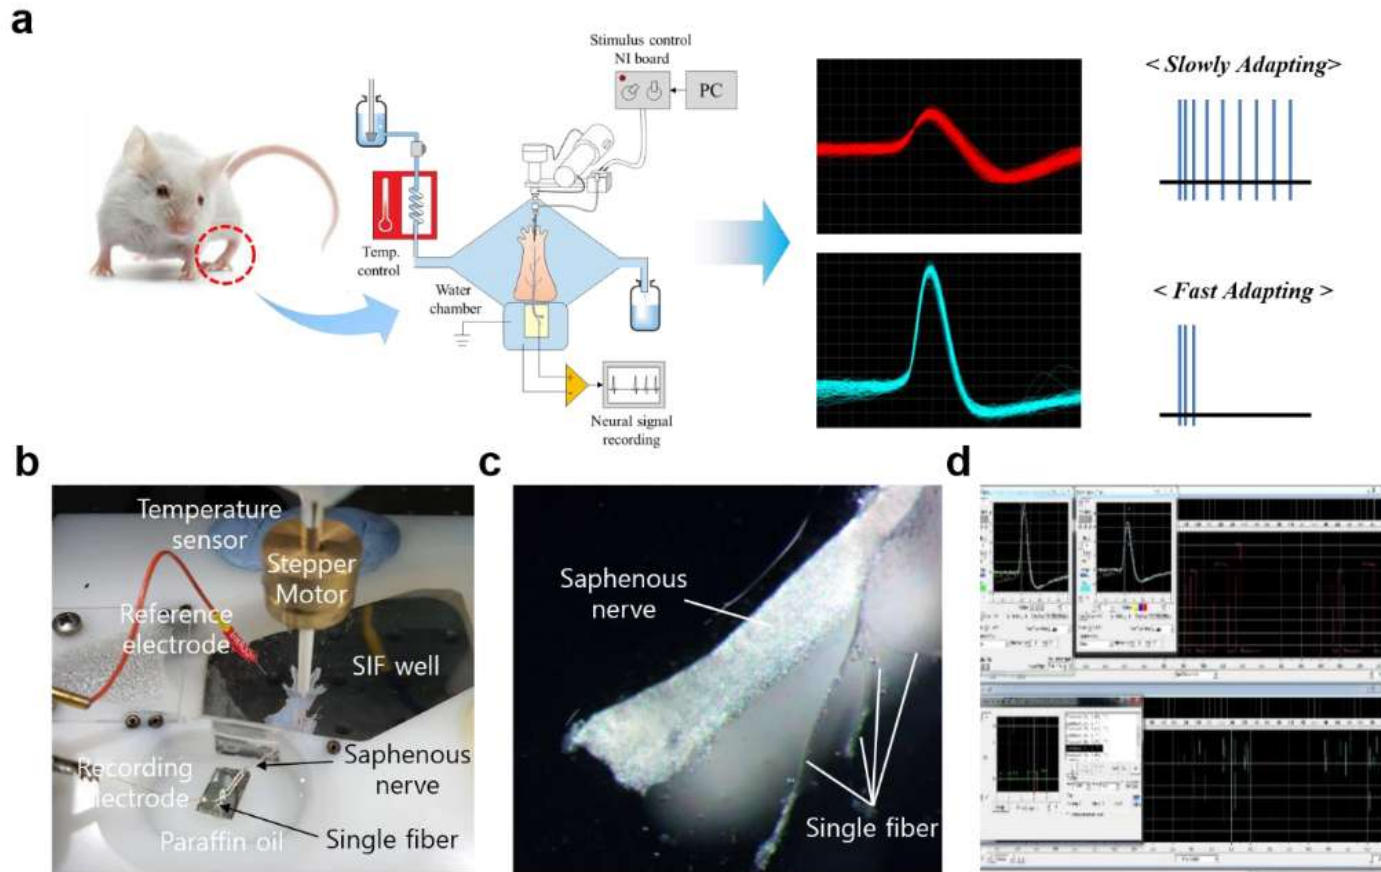 a
Stimulus control
NI board
PC
Temp.
control
Water
chamber
+
-
Neural signal
recording
< Slowly Adapting>
< Fast Adapting >
b
Temperature
sensor
Stepper
Motor
Reference
electrode
SIF well
Recording
electrode
Saphenous
nerve
Single fiber
Paraffin oil
c
Saphenous
nerve
Single fiber
d